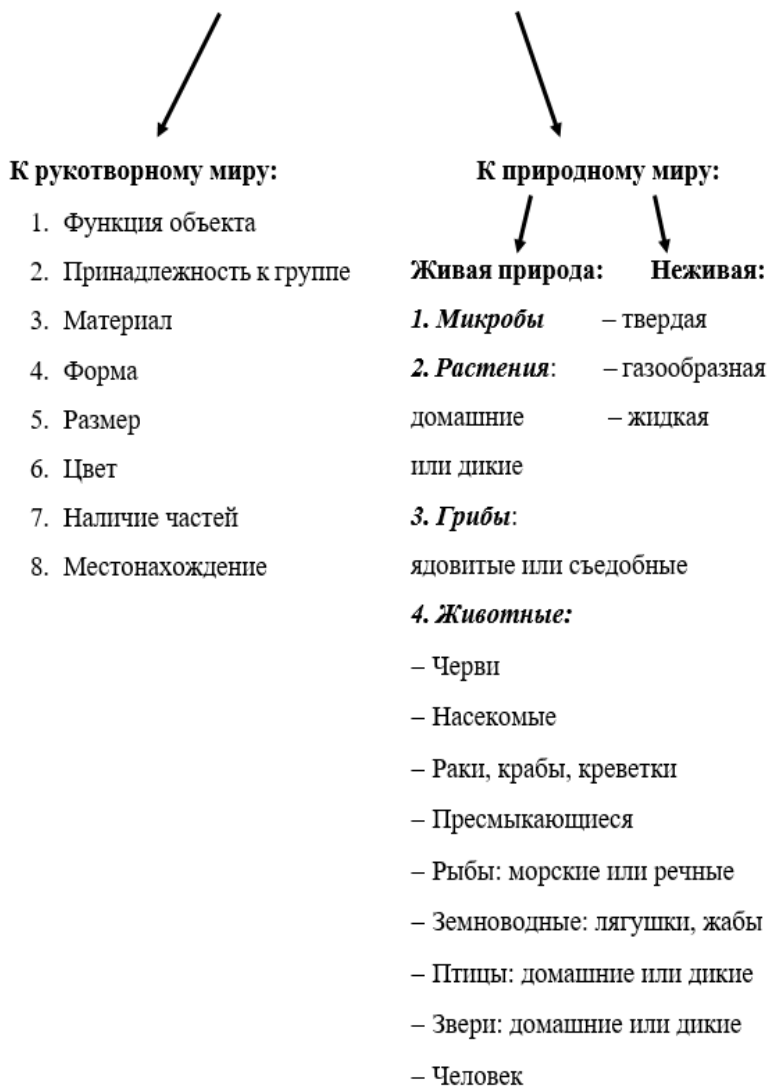 К рукотворному миру:
1. Функция объекта
2. Принадлежность к группе
3. Материал
4. Форма
5. Размер
6. Цвет
7. Наличие частей
8. Местонахождение
К природному миру:
Живая природа: Неживая:
1. Микробы – твердая
2. Растения: – газообразная
домашние – жидкая
или дикие
3. Грибы:
ядовитые или съедобные
4. Животные:
– Черви
– Насекомые
– Раки, крабы, креветки
– Пресмыкающиеся
– Рыбы: морские или речные
– Земноводные: лягушки, жабы
– Птицы: домашние или дикие
– Звери: домашние или дикие
– Человек